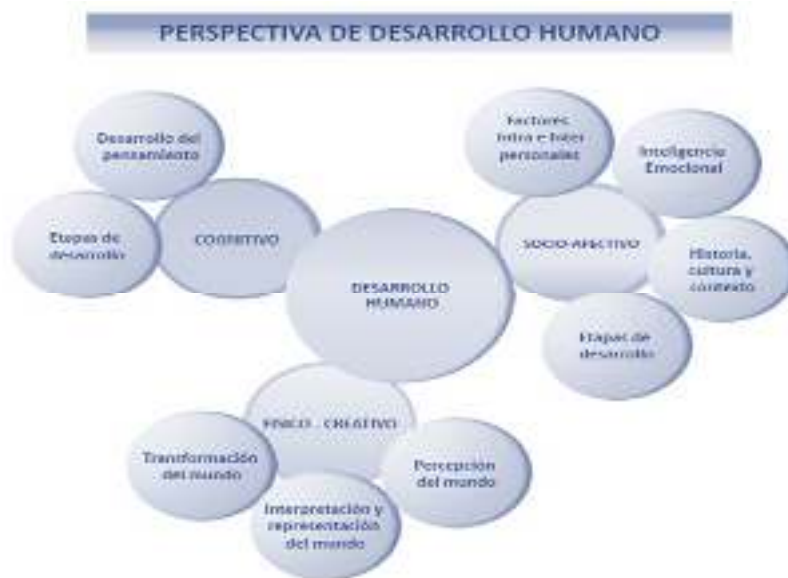 PERSPECTIVA DE DESARROLLO HUMANO
Desarrollo del
pensamiento
Etapas de
desarrollo
COGNITIVO
Factores
Intra e Inter
personales
Inteligencia
Emocional
SOCIO-AFECTIVO
Historia,
cultura y
contexto
Etapas de
desarrollo
DESARROLLO
HUMANO
FISICO - CREATIVO
Transformación
del mundo
Interpretación y
representación
del mundo
Percepción
del mundo